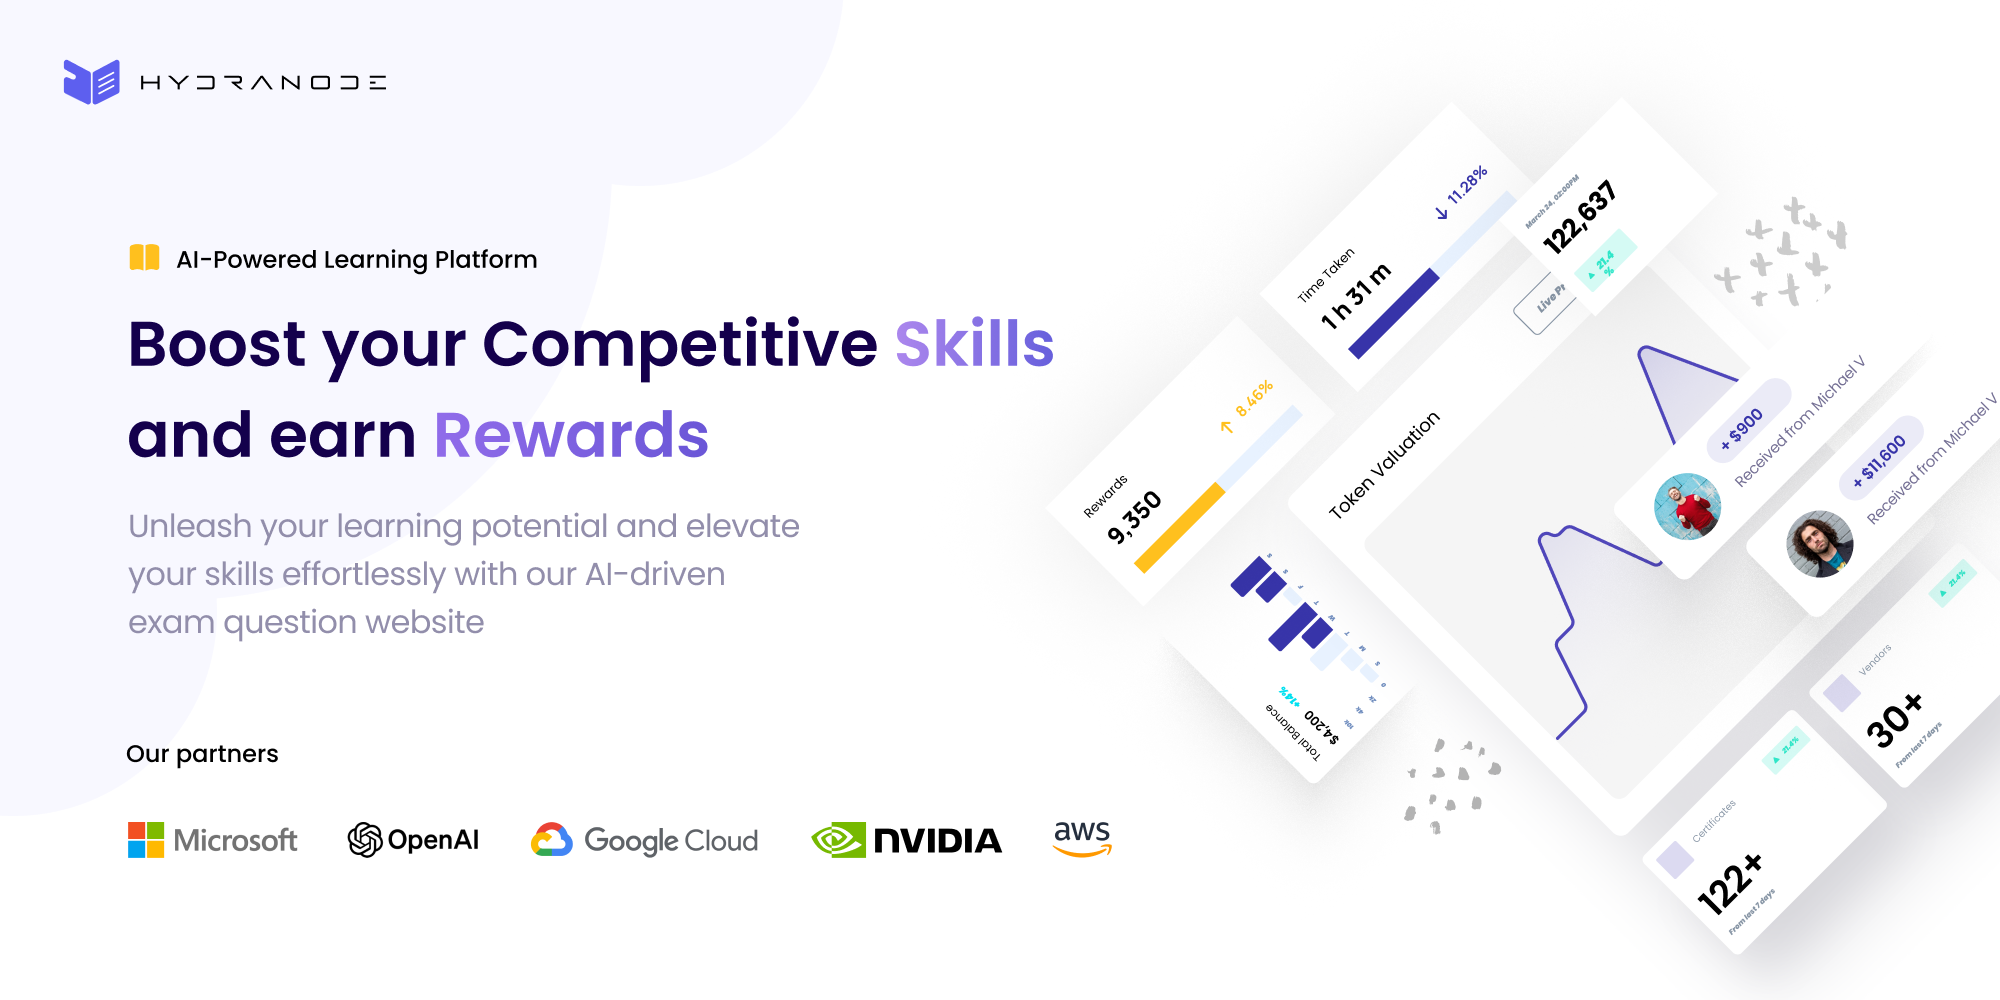 HYDRANODE
AI-Powered Learning Platform
Boost your Competitive Skills
and earn Rewards
Unleash your learning potential and elevate
your skills effortlessly with our AI-driven
exam question website
Our partners
Microsoft
OpenAI
Google Cloud
NVIDIA
aws
Time Taken
1 h 31 m
11.28%
March 24, 02:00PM
122,637
21.4
%
Rewards
9,350
8.46%
Token Valuation
Live Pr
+ $900
Received from Michael V
+ $11,600
Received from Michael V
Total Balance
$4,200
+14%
10k
4k
2k
0
S
M
T
W
T
F
S
S
Vendors
30+
From last 7 days
21.4%
Certificates
122+
From last 7 days
21.4%